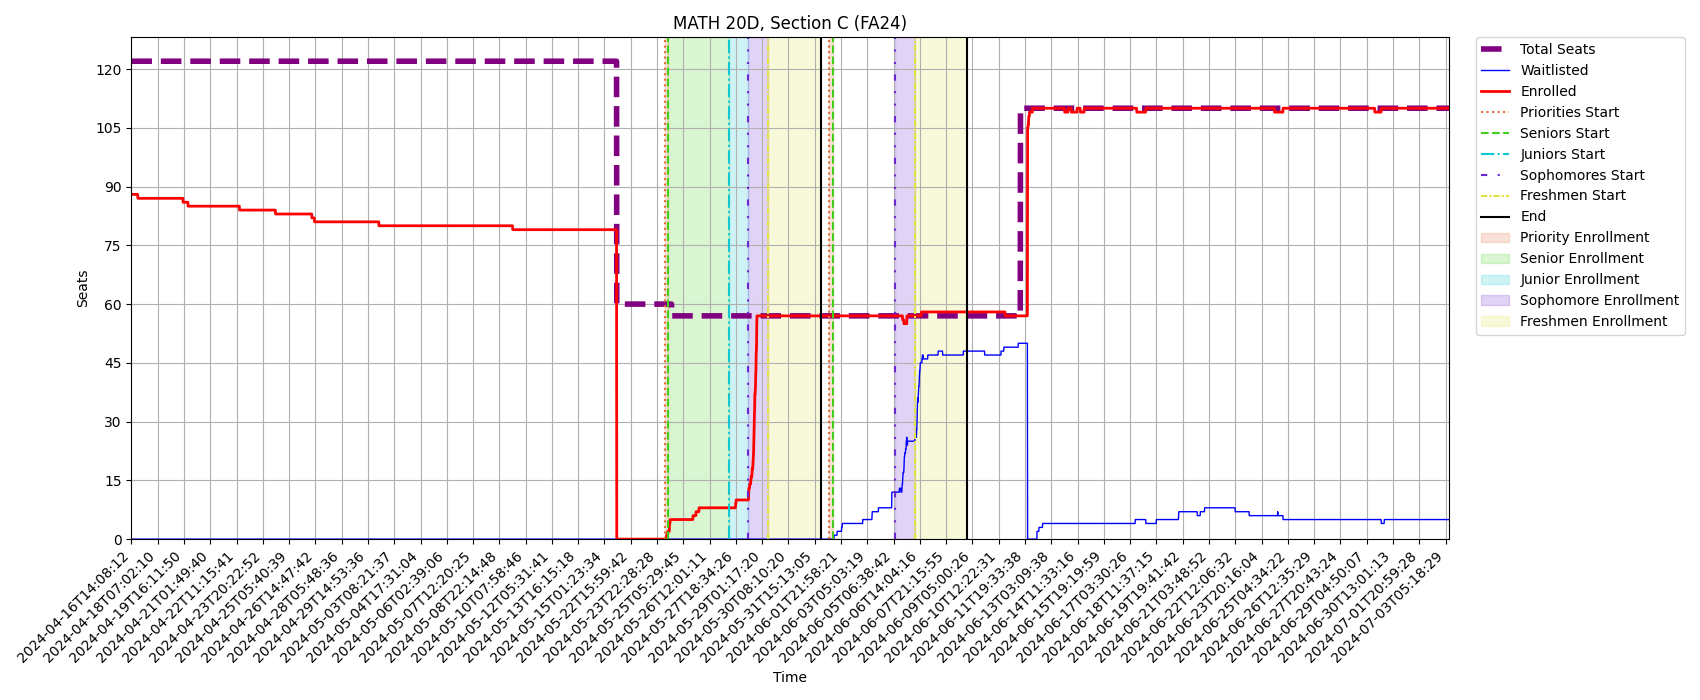 MATH 20D, Section C (FA24)
Seats
120
105
90
75
60
45
30
15
0
2024-04-16T14:08:12
2024-04-18T07:02:10
2024-04-19T16:11:50
2024-04-21T01:49:40
2024-04-22T11:15:41
2024-04-23T20:22:52
2024-04-25T05:40:39
2024-04-26T14:47:42
2024-04-28T05:48:36
2024-04-29T14:53:36
2024-05-03T08:21:37
2024-05-04T17:31:04
2024-05-06T02:39:06
2024-05-07T12:20:25
2024-05-08T22:14:48
2024-05-10T07:58:46
2024-05-12T05:31:41
2024-05-13T16:15:18
2024-05-15T01:23:34
2024-05-22T15:59:42
2024-05-23T22:28:28
2024-05-25T05:29:45
2024-05-26T12:01:11
2024-05-27T18:34:20
2024-05-29T01:17:20
2024-05-30T08:10:20
2024-05-31T15:13:05
2024-06-01T21:58:21
2024-06-03T05:03:19
2024-06-05T06:38:42
2024-06-06T14:04:16
2024-06-07T21:15:55
2024-06-09T05:00:26
2024-06-10T12:22:31
2024-06-11T19:33:38
2024-06-13T03:09:38
2024-06-14T11:33:16
2024-06-15T19:19:59
2024-06-17T03:30:26
2024-06-18T11:37:15
2024-06-19T19:41:42
2024-06-21T03:48:52
2024-06-22T12:06:32
2024-06-23T20:16:04
2024-06-25T04:34:22
2024-06-26T12:35:29
2024-06-27T20:43:24
2024-06-29T04:50:07
2024-06-30T13:01:13
2024-07-01T20:59:28
2024-07-03T05:18:29
Time
Total Seats
Waitlisted
Enrolled
Priorities Start
Seniors Start
Juniors Start
Sophomores Start
Freshmen Start
End
Priority Enrollment
Senior Enrollment
Junior Enrollment
Sophomore Enrollment
Freshmen Enrollment